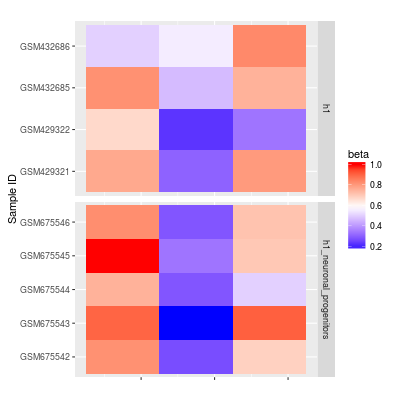 GSM432686
GSM432685
GSM429322
GSM429321
h1
GSM675546
GSM675545
GSM675544
GSM675543
GSM675542
h1_neuronal_progenitors
Sample ID
beta
1.0
0.8
0.6
0.4
0.2